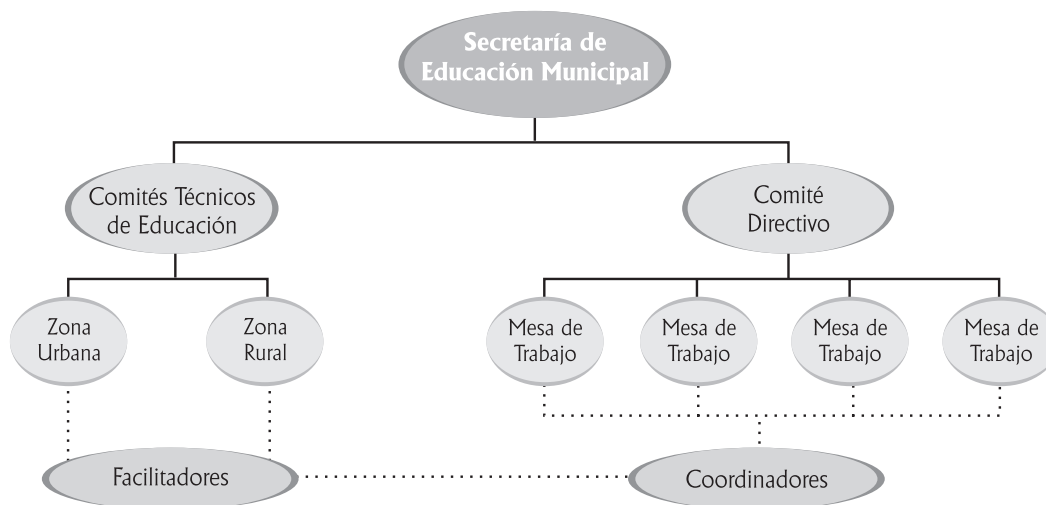 Secretaría de
Educación Municipal
Comités Técnicos
de Educación
Comité
Directivo
Zona
Urbana
Zona
Rural
Mesa de
Trabajo
Mesa de
Trabajo
Mesa de
Trabajo
Mesa de
Trabajo
Facilitadores
Coordinadores